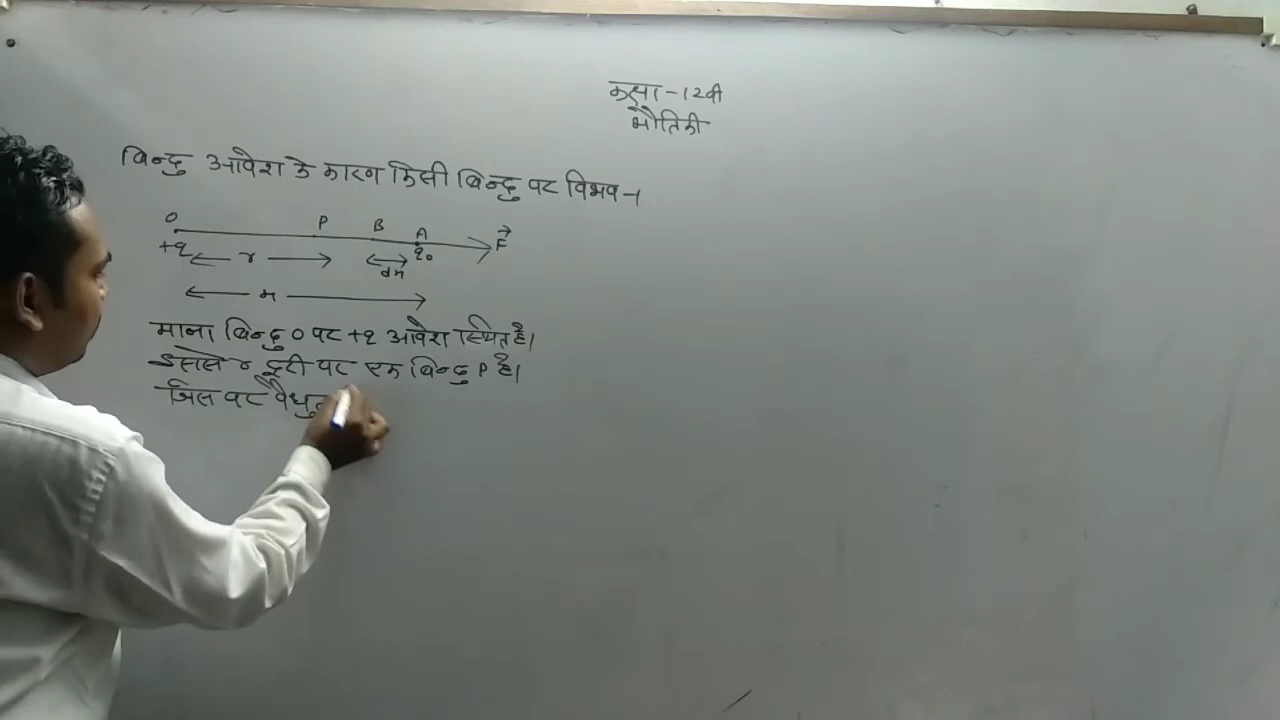 कक्षा - 12वी
भौतिकी
बिन्दु आवेश के कारण किसी बिन्दु पर विभव -
O P B A F
+q r dx q₀
x
माना बिन्दु O पर +q आवेश स्थित है।
इससे r दूरी पर एक बिन्दु P है।
जिस पर वैधुत